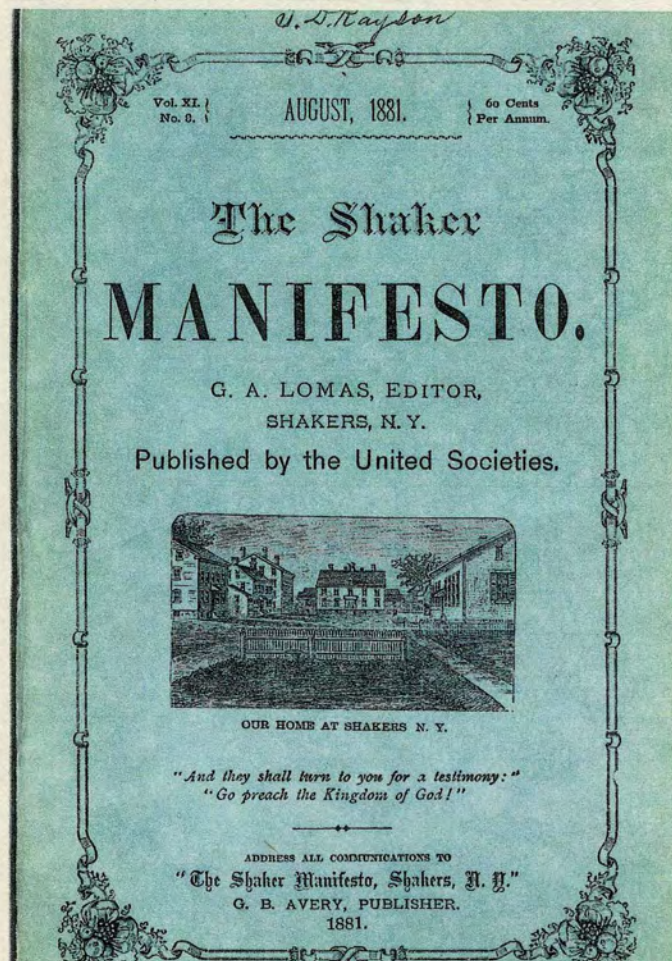 Vol. XI.
No. 8.
AUGUST, 1881.
60 Cents
Per Annum.
The Shaker
MANIFESTO.
G. A. LOMAS, EDITOR,
SHAKERS, N. Y.
Published by the United Societies.
OUR HOME AT SHAKERS N. Y.
"And they shall turn to you for a testimony:"
"Go preach the Kingdom of God!"
ADDRESS ALL COMMUNICATIONS TO
"The Shaker Manifesto, Shakers, N. Y."
G. B. AVERY, PUBLISHER.
1881.